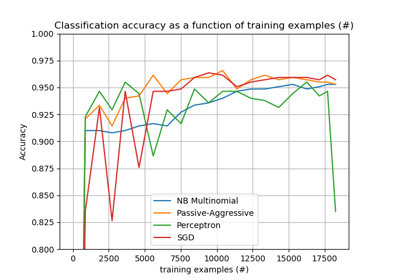 Classification accuracy as a function of training examples (#)
1.000
0.975
0.950
0.925
0.900
0.875
0.850
0.825
0.800
Accuracy
NB Multinomial
Passive-Aggressive
Perceptron
SGD
0 2500 5000 7500 10000 12500 15000 17500
training examples (#)